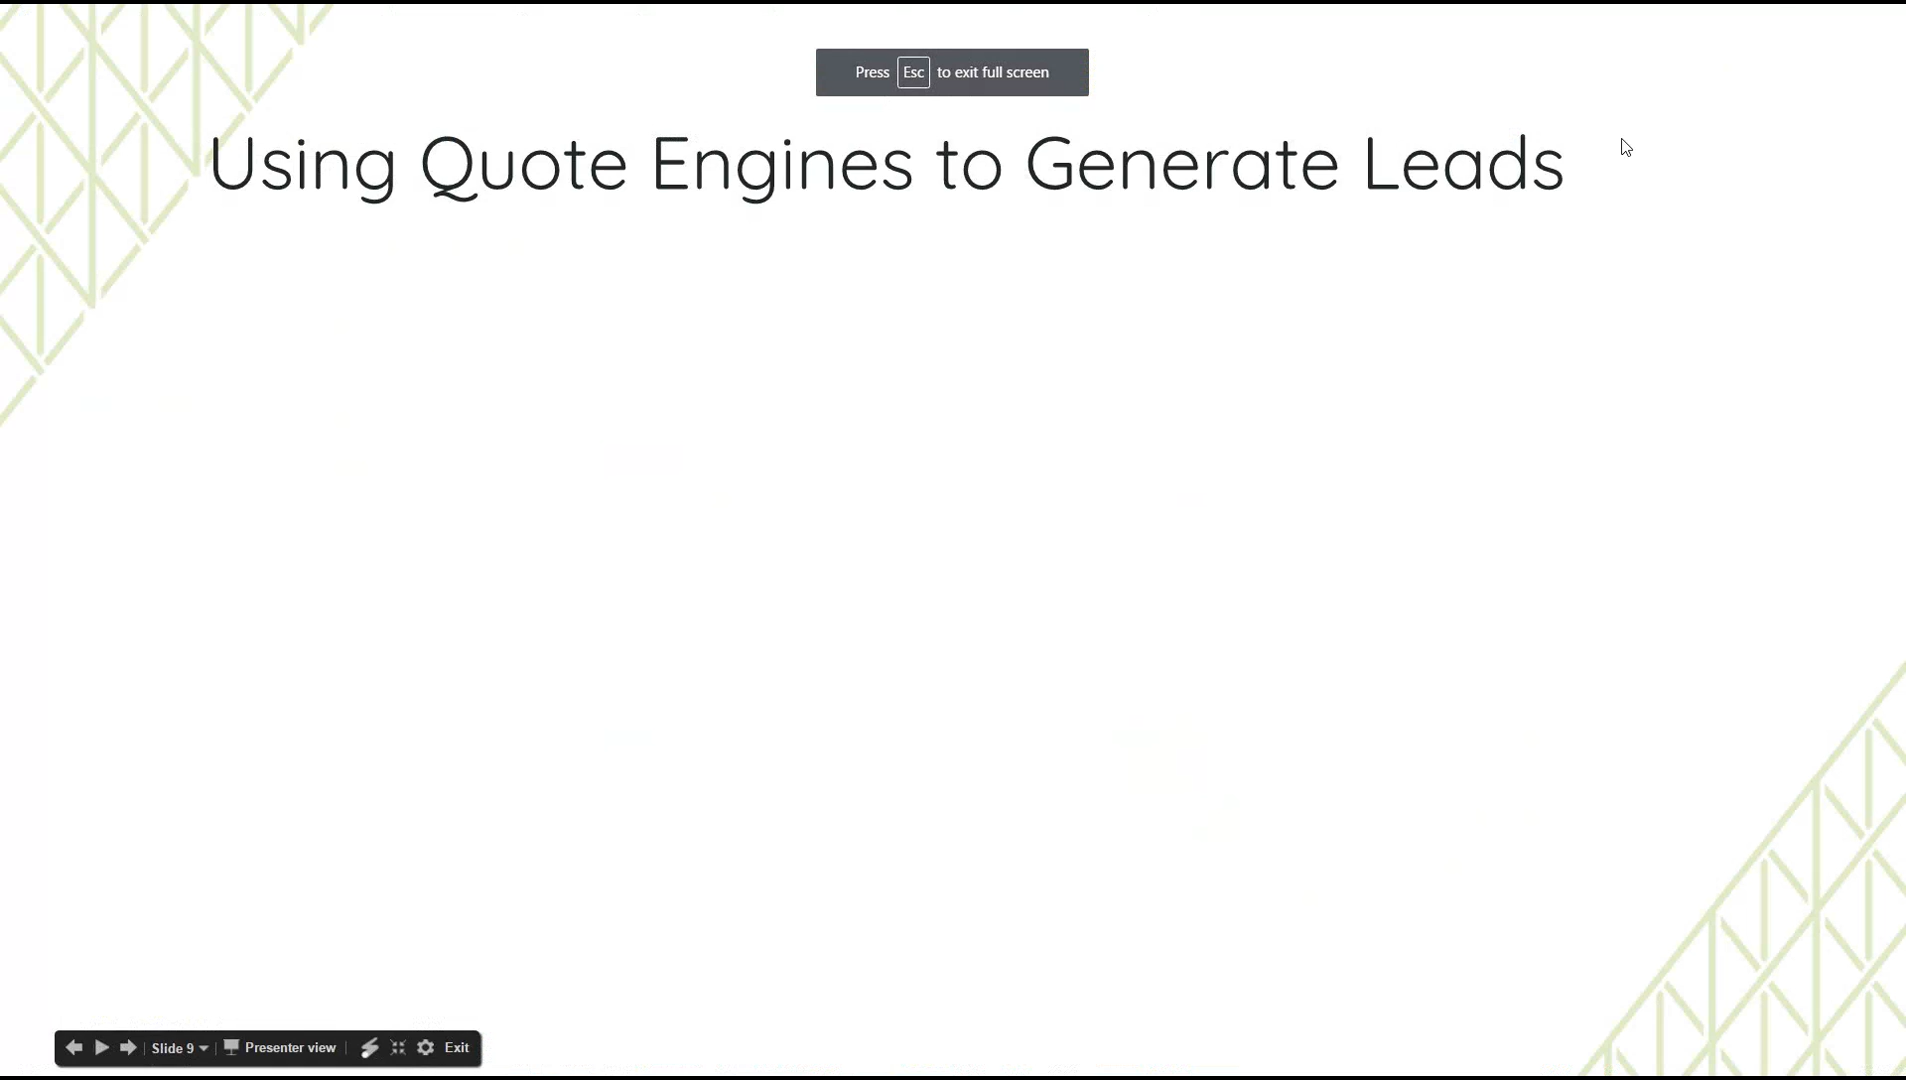 Press Esc to exit full screen
Using Quote Engines to Generate Leads
Slide 9 Presenter view Exit